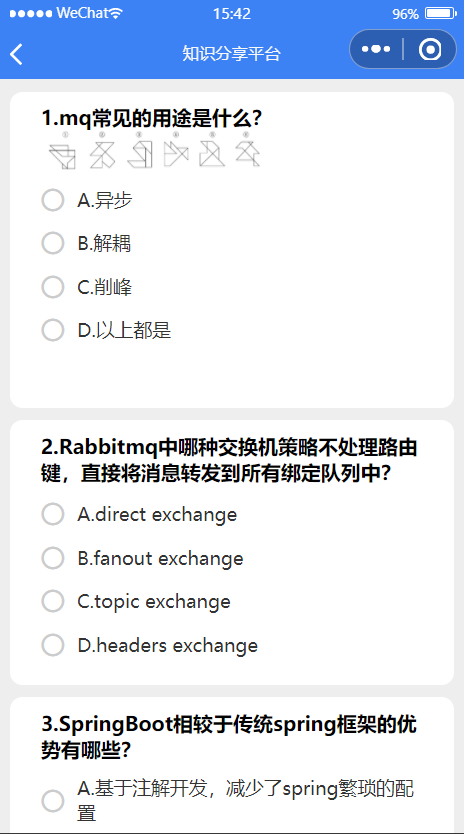 WeChat
15:42
96%
知识分享平台
1.mq常见的用途是什么?
① ② ③ ④ ⑤ ⑥
A.异步
B.解耦
C.削峰
D.以上都是
2.Rabbitmq中哪种交换机策略不处理路由
键，直接将消息转发到所有绑定队列中?
A.direct exchange
B.fanout exchange
C.topic exchange
D.headers exchange
3.SpringBoot相较于传统spring框架的优
势有哪些?
A.基于注解开发，减少了spring繁琐的配
置